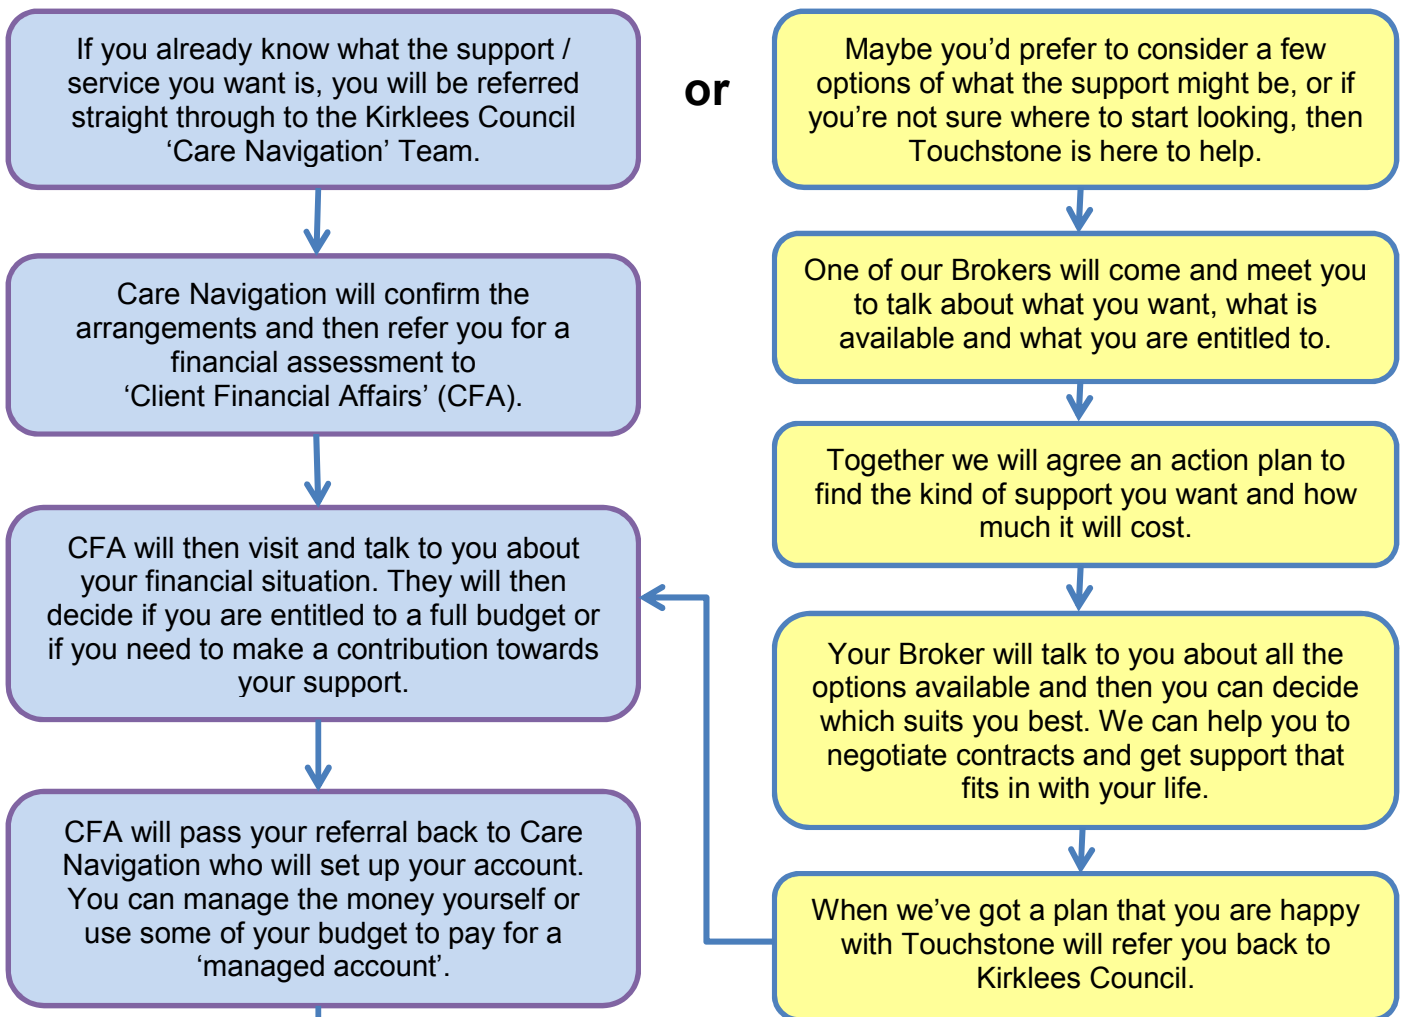 If you already know what the support /
service you want is, you will be referred
straight through to the Kirklees Council
‘Care Navigation’ Team.
or
Maybe you’d prefer to consider a few
options of what the support might be, or if
you’re not sure where to start looking, then
Touchstone is here to help.
Care Navigation will confirm the
arrangements and then refer you for a
financial assessment to
‘Client Financial Affairs’ (CFA).
One of our Brokers will come and meet you
to talk about what you want, what is
available and what you are entitled to.
Together we will agree an action plan to
find the kind of support you want and how
much it will cost.
CFA will then visit and talk to you about
your financial situation. They will then
decide if you are entitled to a full budget or
if you need to make a contribution towards
your support.
Your Broker will talk to you about all the
options available and then you can decide
which suits you best. We can help you to
negotiate contracts and get support that
fits in with your life.
CFA will pass your referral back to Care
Navigation who will set up your account.
You can manage the money yourself or
use some of your budget to pay for a
‘managed account’.
When we’ve got a plan that you are happy
with Touchstone will refer you back to
Kirklees Council.